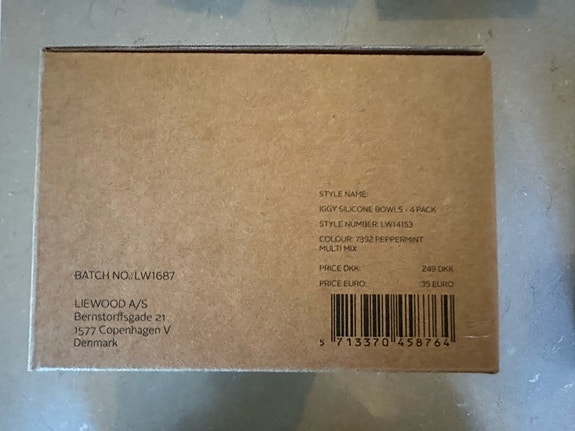 STYLE NAME:
IGGY SILICONE BOWLS - 4 PACK
STYLE NUMBER: LW14153
COLOUR: 7392 PEPPERMINT
MULTI MIX
PRICE DKK: 249 DKK
PRICE EURO: 35 EURO
5 713370 458764
BATCH NO.: LW1687
LIEWOOD A/S
Bernstorffsgade 21
1577 Copenhagen V
Denmark